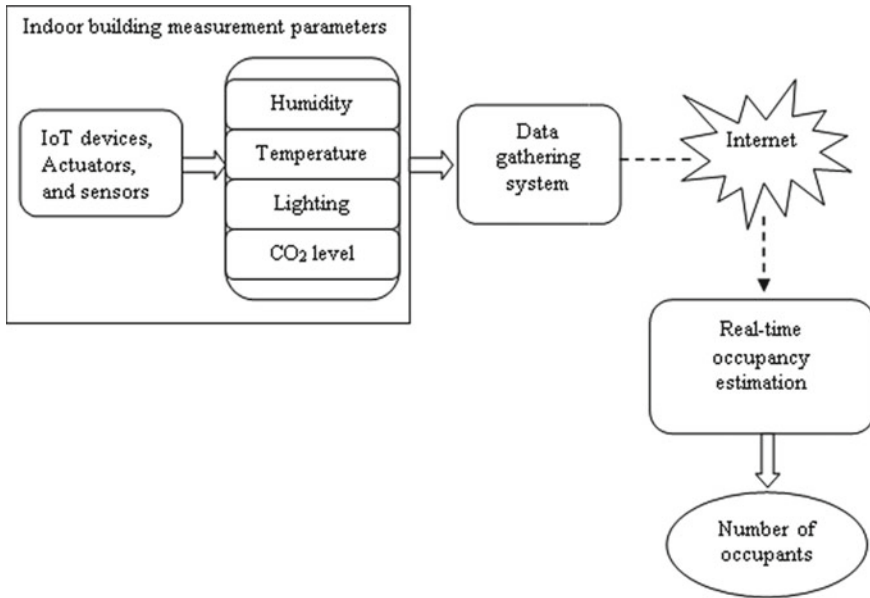 Indoor building measurement parameters
IoT devices,
Actuators,
and sensors
Humidity
Temperature
Lighting
CO₂ level
Data
gathering
system
Internet
Real-time
occupancy
estimation
Number of
occupants